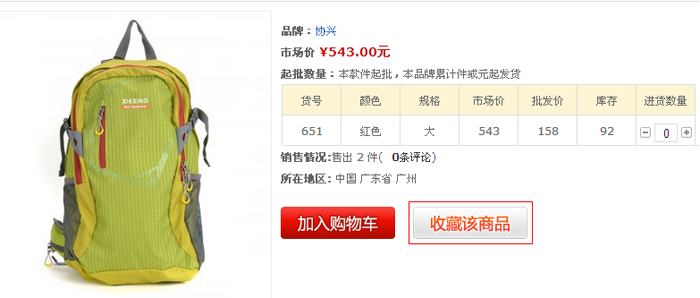 XIEXING
品牌：协兴
市场价 ¥543.00元
起批数量：本款件起批，本品牌累计件或元起发货
货号 颜色 规格 市场价 批发价 库存 进货数量
651 红色 大 543 158 92 0
销售情况:售出 2 件( 0条评论)
所在地区: 中国 广东省 广州
加入购物车 收藏该商品